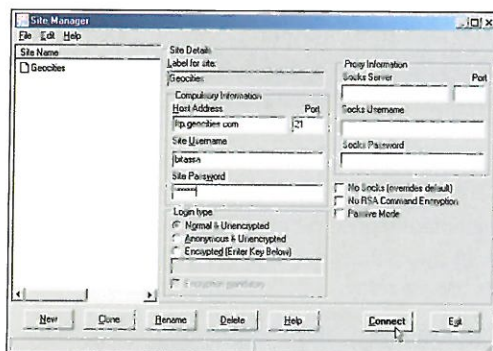 Site Manager
File Edit Help
Site Name
Geocities
Site Details
Label for site:
Geocities
Compulsory Information
Host Address Port
ftp.geocities.com 21
Site Username
bitassa
Site Password
Login type
Normal & Unencrypted
Anonymous & Unencrypted
Encrypted (Enter Key Below)
Encryption mandatory
Proxy Information
Socks Server Port
Socks Username
Socks Password
No Socks (overrides default)
No RSA Command Encryption
Passive Mode
New Clone Rename Delete Help Connect Exit